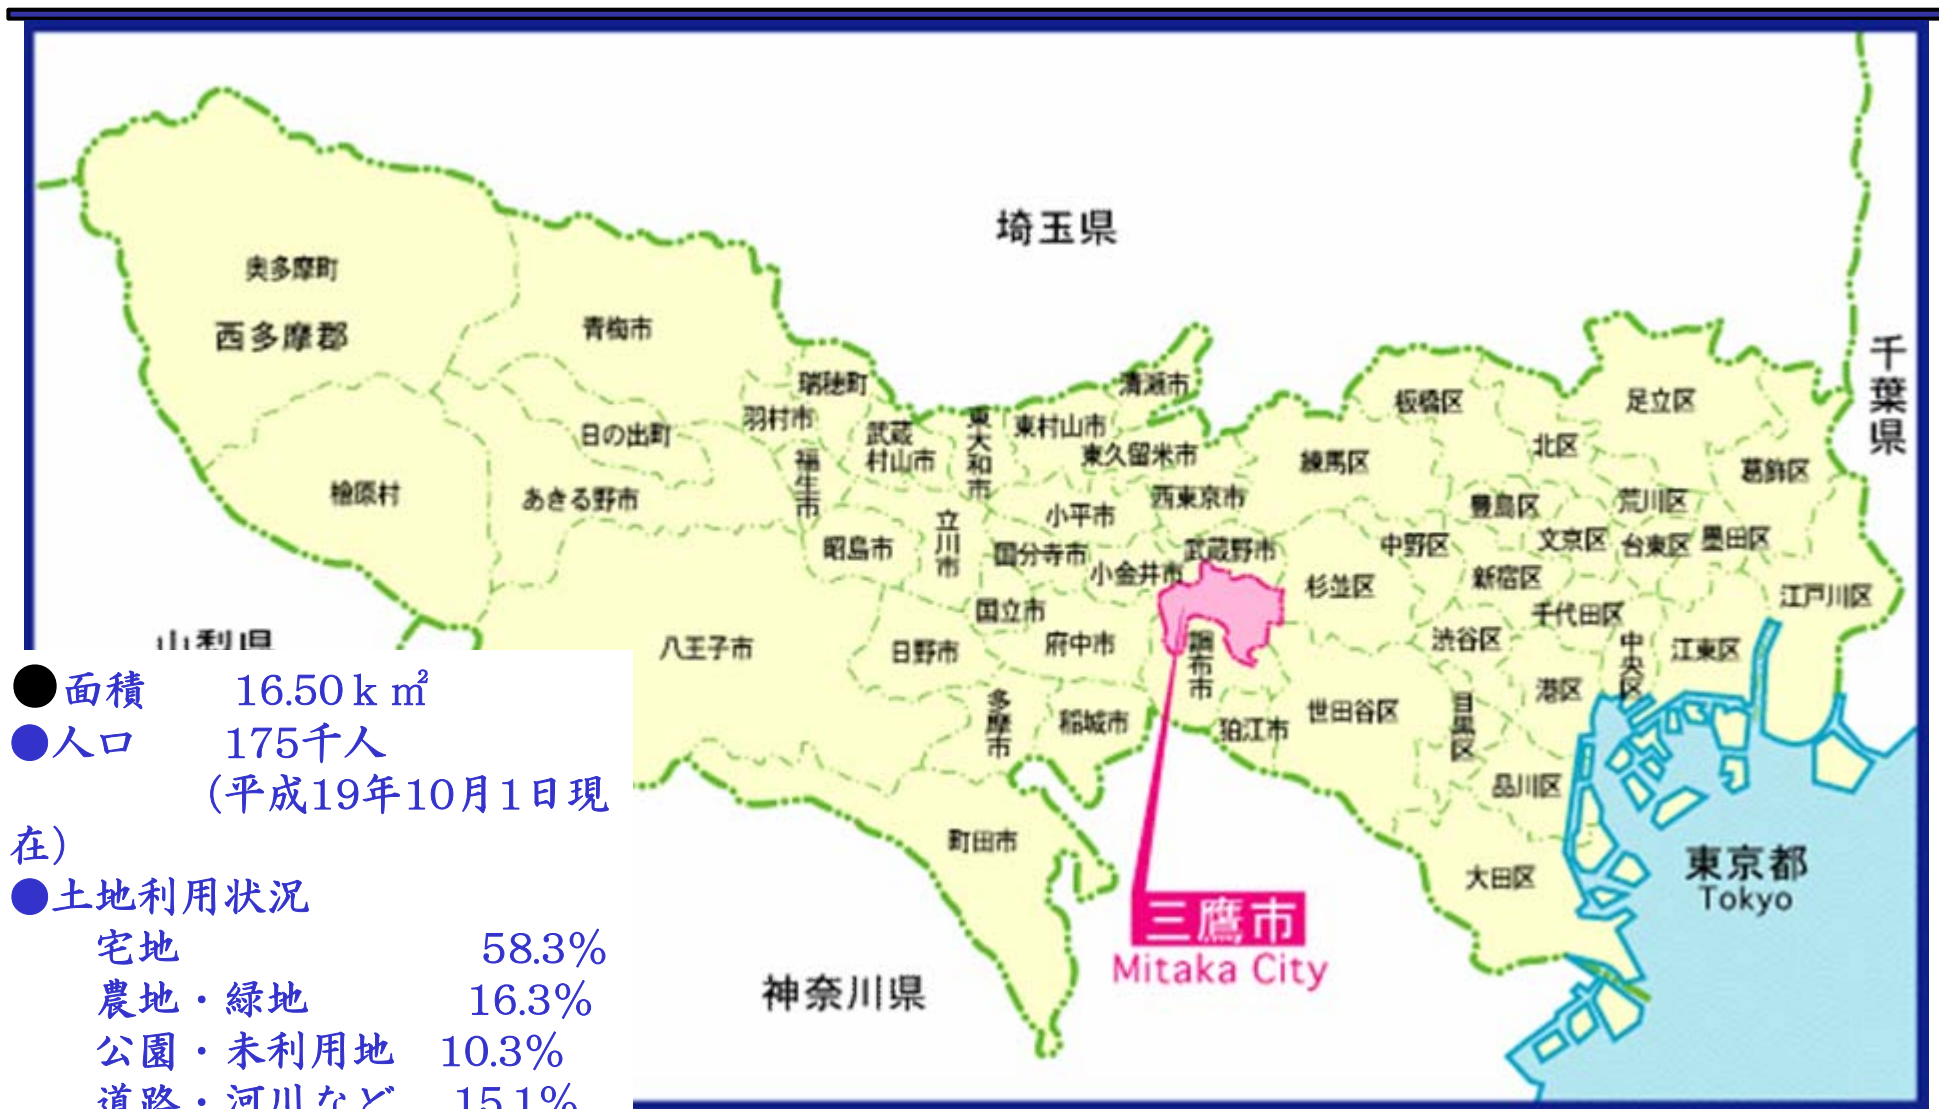 埼玉県
千葉県
奥多摩町
西多摩郡
青梅市
瑞穂町
清瀬市
板橋区
足立区
羽村市
日の出町
武蔵
村山市
東大和市
東村山市
東久留米市
練馬区
北区
葛飾区
檜原村
あきる野市
福生市
西東京市
小平市
豊島区
荒川区
昭島市
立川市
国分寺市
武蔵野市
小金井市
杉並区
中野区
文京区
台東区
墨田区
新宿区
江戸川区
国立市
千代田区
山梨県
八王子市
日野市
府中市
調布市
渋谷区
中央区
江東区
港区
多摩市
稲城市
狛江市
世田谷区
目黒区
品川区
町田市
大田区
東京都
Tokyo
三鷹市
Mitaka City
神奈川県
●面積 16.50ｋ㎡
●人口 175千人
（平成19年10月1日現
在）
●土地利用状況
宅地 58.3%
農地・緑地 16.3%
公園・未利用地 10.3%
道路・河川など 15.1%